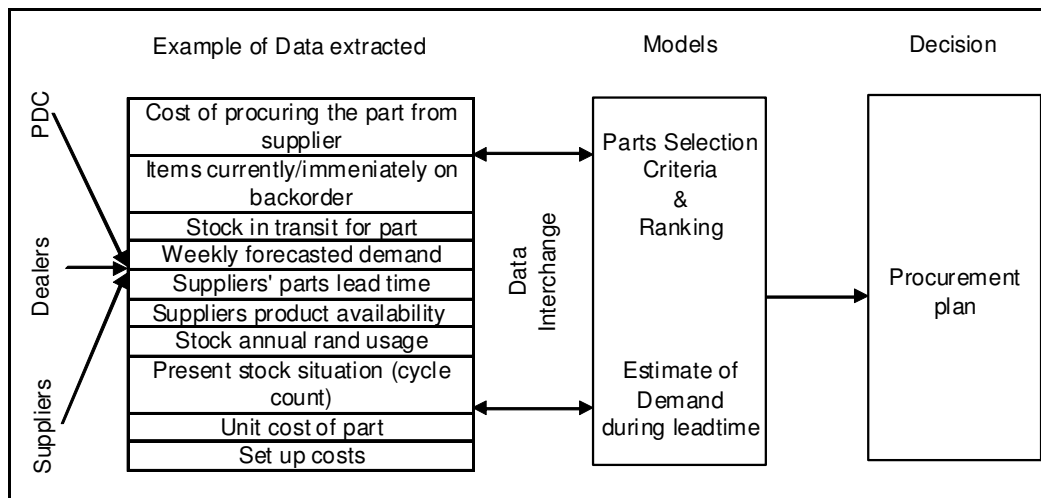 Example of Data extracted
Models
Decision
PDC
Dealers
Suppliers
Cost of procuring the part from
supplier
Items currently/immeniately on
backorder
Stock in transit for part
Weekly forecasted demand
Suppliers' parts lead time
Suppliers product availability
Stock annual rand usage
Present stock situation (cycle
count)
Unit cost of part
Set up costs
Data
Interchange
Parts Selection
Criteria
&
Ranking
Estimate of
Demand
during leadtime
Procurement
plan